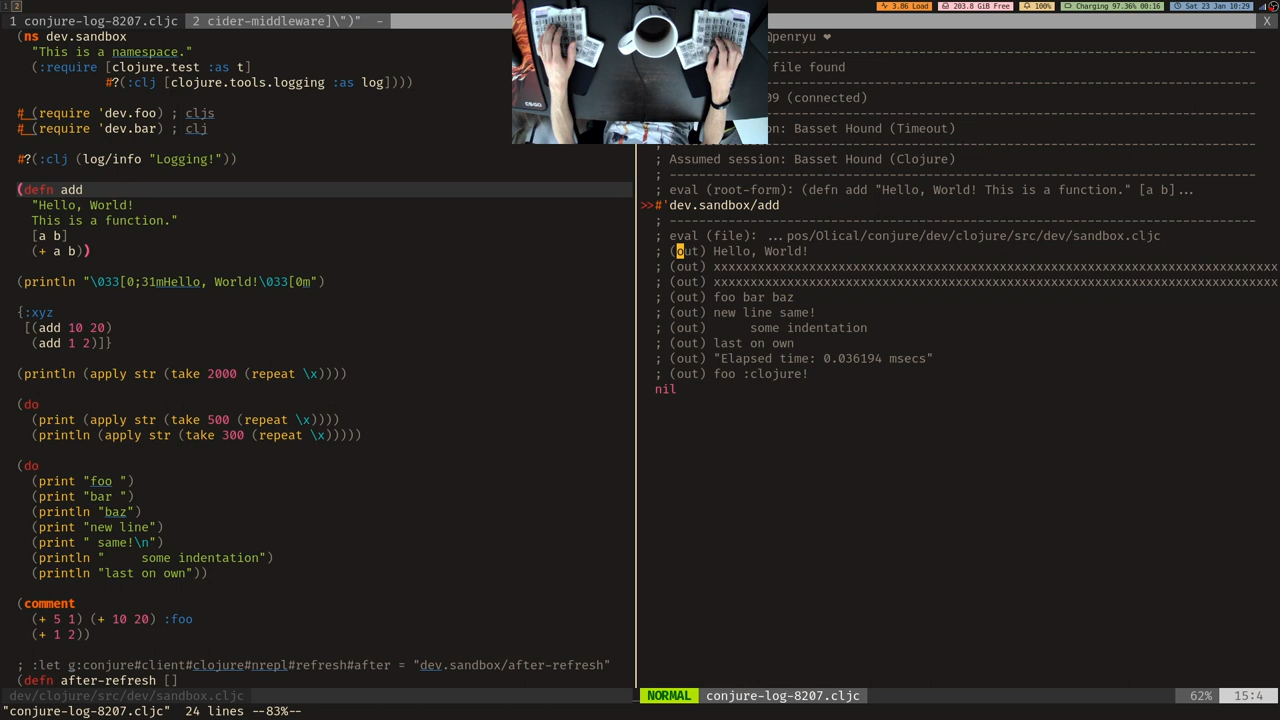 1 2
3.86 Load 203.8 GiB Free 100% Charging 97.36% 00:16 Sat 23 Jan 10:29
1 conjure-log-8207.cljc 2 cider-middleware]\")" - X
(ns dev.sandbox
"This is a namespace."
(:require [clojure.test :as t]
#?(:clj [clojure.tools.logging :as log])))
#_(require 'dev.foo) ; cljs
#_(require 'dev.bar) ; clj
#?(:clj (log/info "Logging!"))
(defn add
"Hello, World!
This is a function."
[a b]
(+ a b))
(println "\033[0;31mHello, World!\033[0m")
{:xyz
[(add 10 20)
(add 1 2)]}
(println (apply str (take 2000 (repeat \x))))
(do
(print (apply str (take 500 (repeat \x))))
(println (apply str (take 300 (repeat \x)))))
(do
(print "foo ")
(print "bar ")
(println "baz")
(print "new line")
(print " same!\n")
(println "     some indentation")
(println "last on own"))
(comment
(+ 5 1) (+ 10 20) :foo
(+ 1 2))
; :let g:conjure#client#clojure#nrepl#refresh#after = "dev.sandbox/after-refresh"
(defn after-refresh []
dev/clojure/src/dev/sandbox.cljc
@penryu ❤
--------------------------------------------------------------------------------
file found
--------------------------------------------------------------------------------
09 (connected)
--------------------------------------------------------------------------------
n: Basset Hound (Timeout)
; --------------------------------------------------------------------------------
; Assumed session: Basset Hound (Clojure)
; --------------------------------------------------------------------------------
; eval (root-form): (defn add "Hello, World! This is a function." [a b]...
>>#'dev.sandbox/add
; --------------------------------------------------------------------------------
; eval (file): ...pos/Olical/conjure/dev/clojure/src/dev/sandbox.cljc
; (out) Hello, World!
; (out) xxxxxxxxxxxxxxxxxxxxxxxxxxxxxxxxxxxxxxxxxxxxxxxxxxxxxxxxxxxxxxxxxxxxxxxxxxxxx
; (out) xxxxxxxxxxxxxxxxxxxxxxxxxxxxxxxxxxxxxxxxxxxxxxxxxxxxxxxxxxxxxxxxxxxxxxxxxxxxx
; (out) foo bar baz
; (out) new line same!
; (out)      some indentation
; (out) last on own
; (out) "Elapsed time: 0.036194 msecs"
; (out) foo :clojure!
nil
NORMAL conjure-log-8207.cljc 62% 15:4
"conjure-log-8207.cljc" 24 lines --83%--